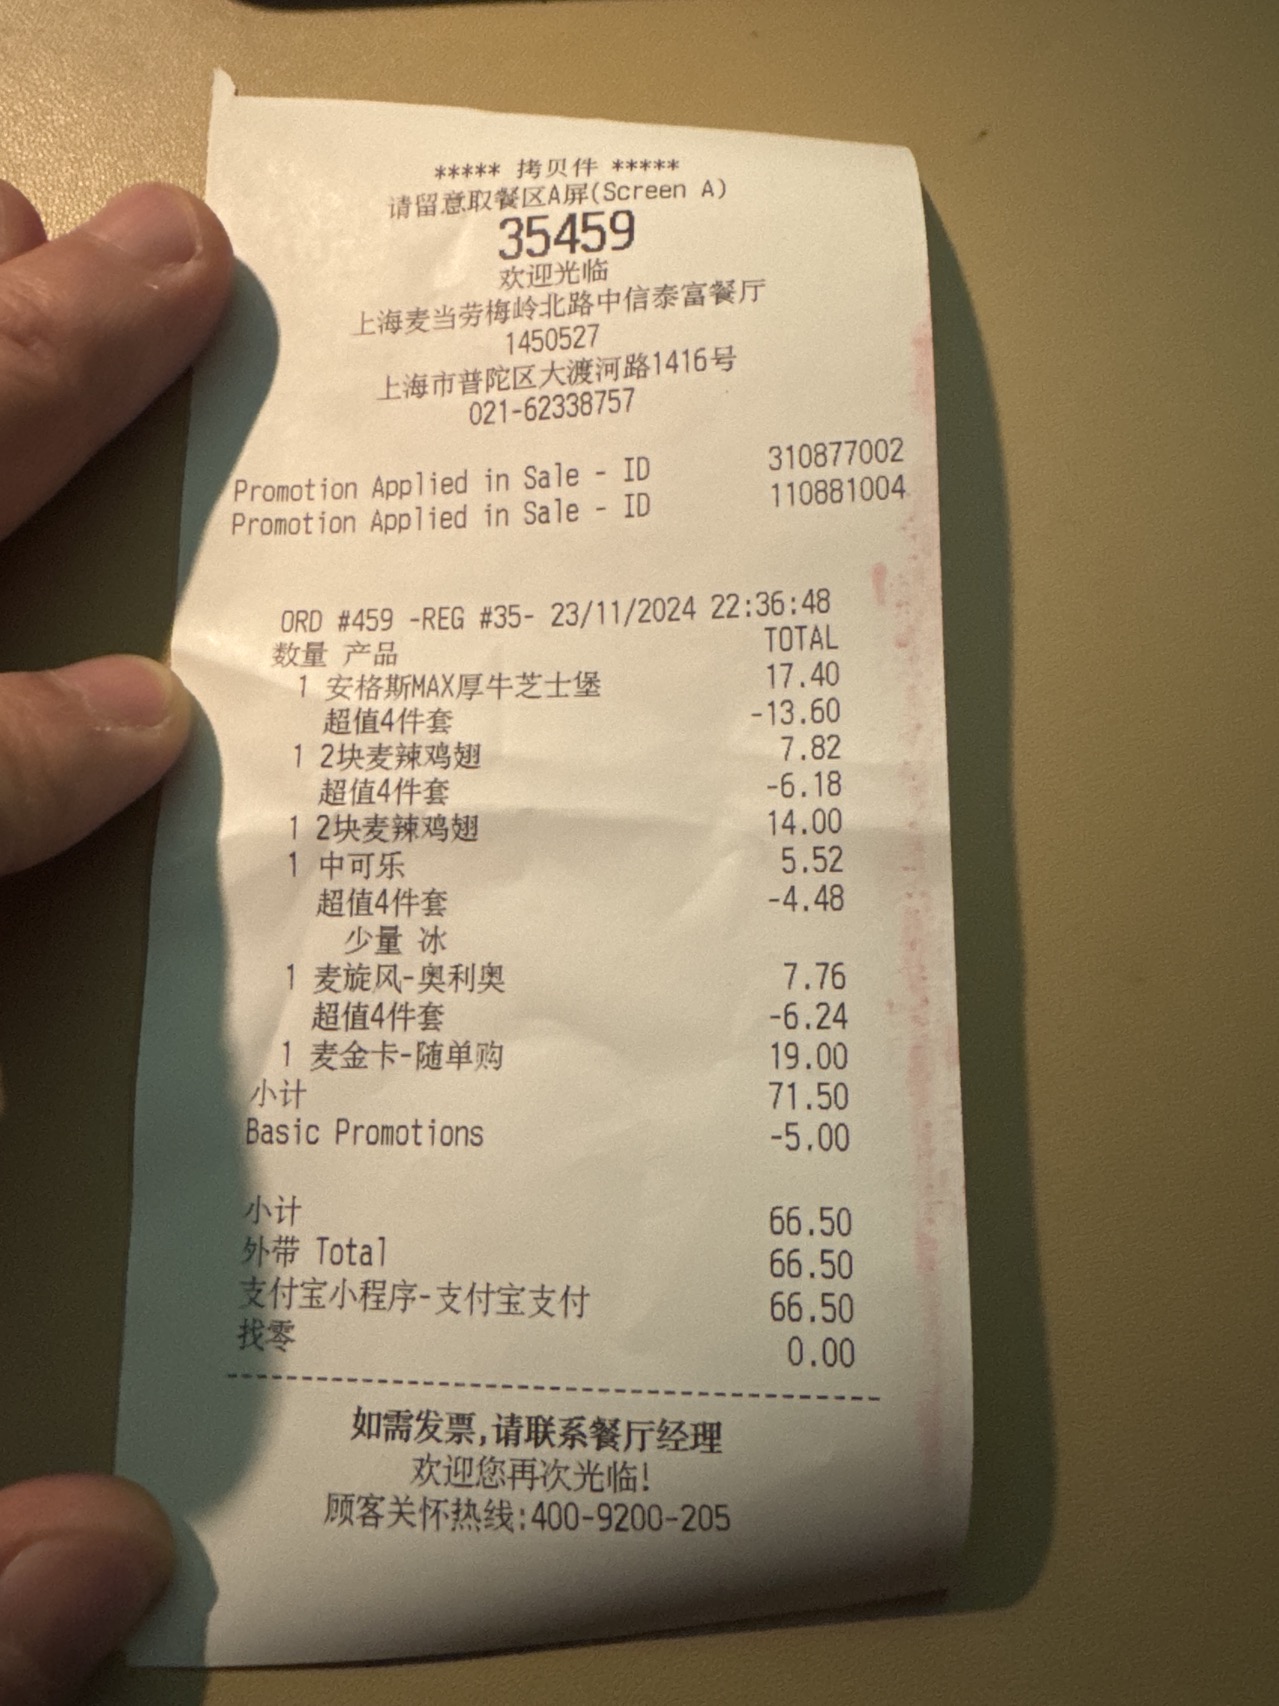 ***** 拷贝件 *****
请留意取餐区A屏(Screen A)
35459
欢迎光临
上海麦当劳梅岭北路中信泰富餐厅
1450527
上海市普陀区大渡河路1416号
021-62338757
Promotion Applied in Sale - ID 310877002
Promotion Applied in Sale - ID 110881004
ORD #459 -REG #35- 23/11/2024 22:36:48
数量 产品 TOTAL
1 安格斯MAX厚牛芝士堡 17.40
超值4件套 -13.60
1 2块麦辣鸡翅 7.82
超值4件套 -6.18
1 2块麦辣鸡翅 14.00
1 中可乐 5.52
超值4件套 -4.48
少量 冰
1 麦旋风-奥利奥 7.76
超值4件套 -6.24
1 麦金卡-随单购 19.00
小计 71.50
Basic Promotions -5.00
小计 66.50
外带 Total 66.50
支付宝小程序-支付宝支付 66.50
找零 0.00
如需发票,请联系餐厅经理
欢迎您再次光临!
顾客关怀热线:400-9200-205